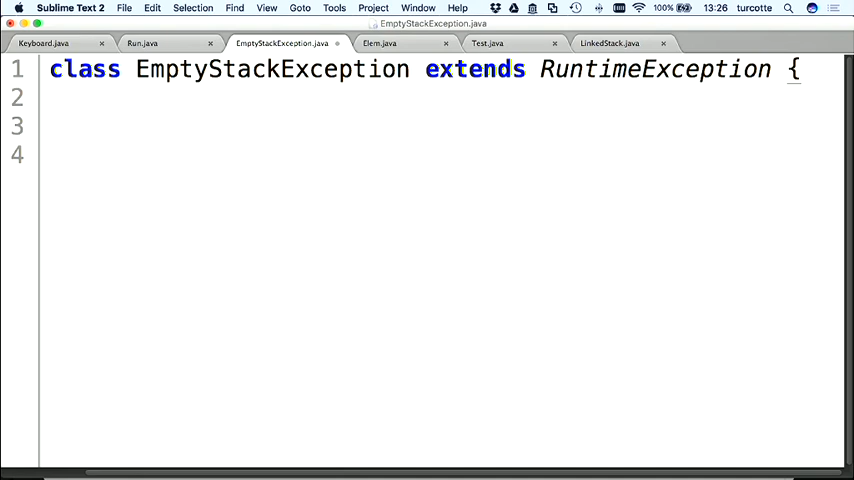 Sublime Text 2 File Edit Selection Find View Goto Tools Project Window Help 100% 13:26 turcotte
EmptyStackException.java
Keyboard.java Run.java EmptyStackException.java Elem.java Test.java LinkedStack.java
1 class EmptyStackException extends RuntimeException {
2
3
4